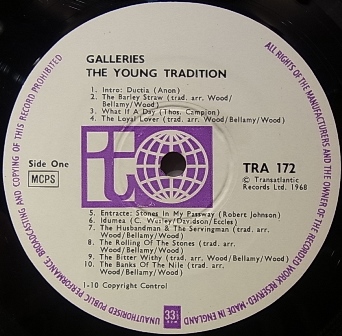 GALLERIES
THE YOUNG TRADITION
1. Intro: Ductia (Anon)
2. The Barley Straw (trad. arr. Wood/
Bellamy/Wood)
3. What If A Day (Thos. Campion)
4. The Loyal Lover (trad. arr. Wood/Bellamy/Wood)
Side One
MCPS
t
TRA 172
℗ Transatlantic
Records Ltd. 1968
5. Entracte: Stones In My Passway (Robert Johnson)
6. Idumea (C. Wesley/Davidson/Eccles)
7. The Husbandman & The Servingman (trad. arr.
Wood/Bellamy/Wood)
8. The Rolling Of The Stones (trad. arr.
Wood/Bellamy/Wood)
9. The Bitter Withy (trad. arr. Wood/Bellamy/Wood)
10. The Banks Of The Nile (trad. arr.
Wood/Bellamy/Wood)
1-10 Copyright Control
33⅓
ALL RIGHTS OF THE MANUFACTURERS AND THE OWNER OF THE RECORDED WORK RESERVED-MADE IN ENGLAND
UNAUTHORISED PUBLIC PERFORMANCE, BROADCASTING AND COPYING OF THIS RECORD PROHIBITED